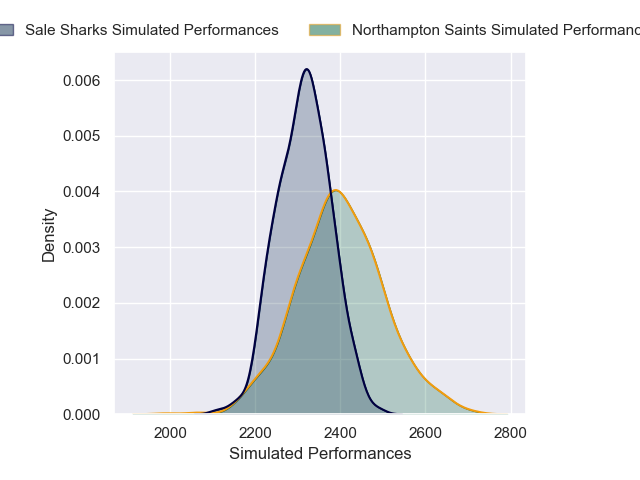 Sale Sharks Simulated Performances
Northampton Saints Simulated
0.006
0.005
0.004
0.003
0.002
0.001
0.000
Density
2000 2200 2400 2600 2800
Simulated Performances